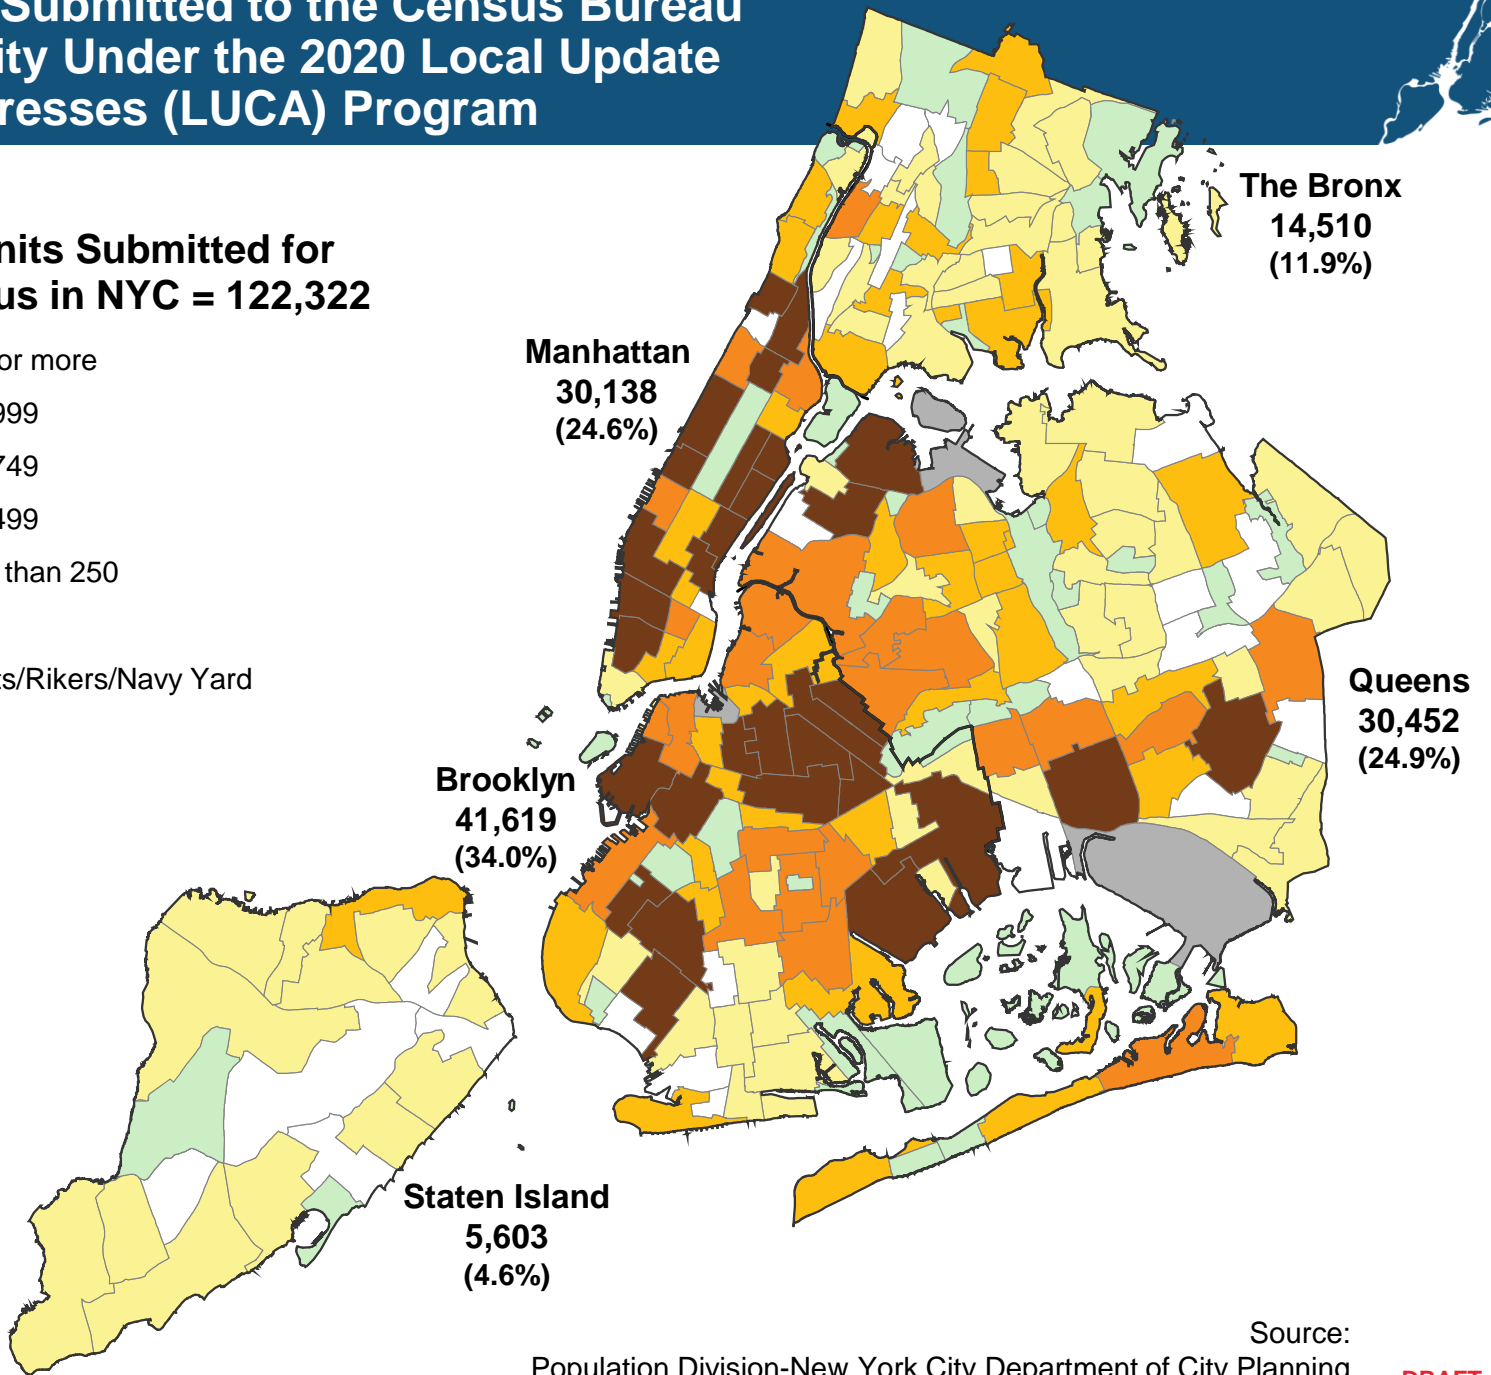 Submitted to the Census Bureau
ity Under the 2020 Local Update
resses (LUCA) Program
nits Submitted for
us in NYC = 122,322
or more
999
749
499
than 250
ts/Rikers/Navy Yard
The Bronx
14,510
(11.9%)
Manhattan
30,138
(24.6%)
Queens
30,452
(24.9%)
Brooklyn
41,619
(34.0%)
Staten Island
5,603
(4.6%)
Source:
Population Division-New York City Department of City Planning
DRAFT